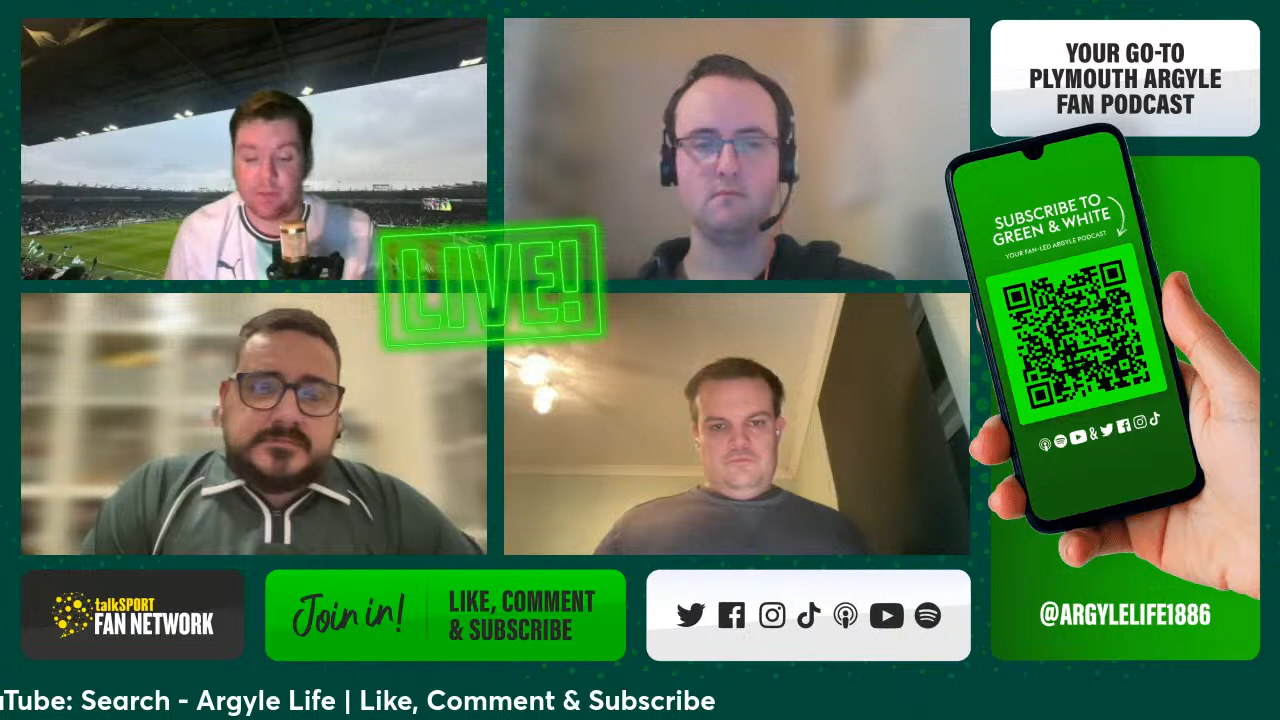 YOUR GO-TO
PLYMOUTH ARGYLE
FAN PODCAST
SUBSCRIBE TO
GREEN & WHITE
YOUR FAN-LED ARGYLE PODCAST
LIVE!
&
talkSPORT
FAN NETWORK
Join in!
LIKE, COMMENT
& SUBSCRIBE
@ARGYLELIFE1886
Tube: Search - Argyle Life | Like, Comment & Subscribe